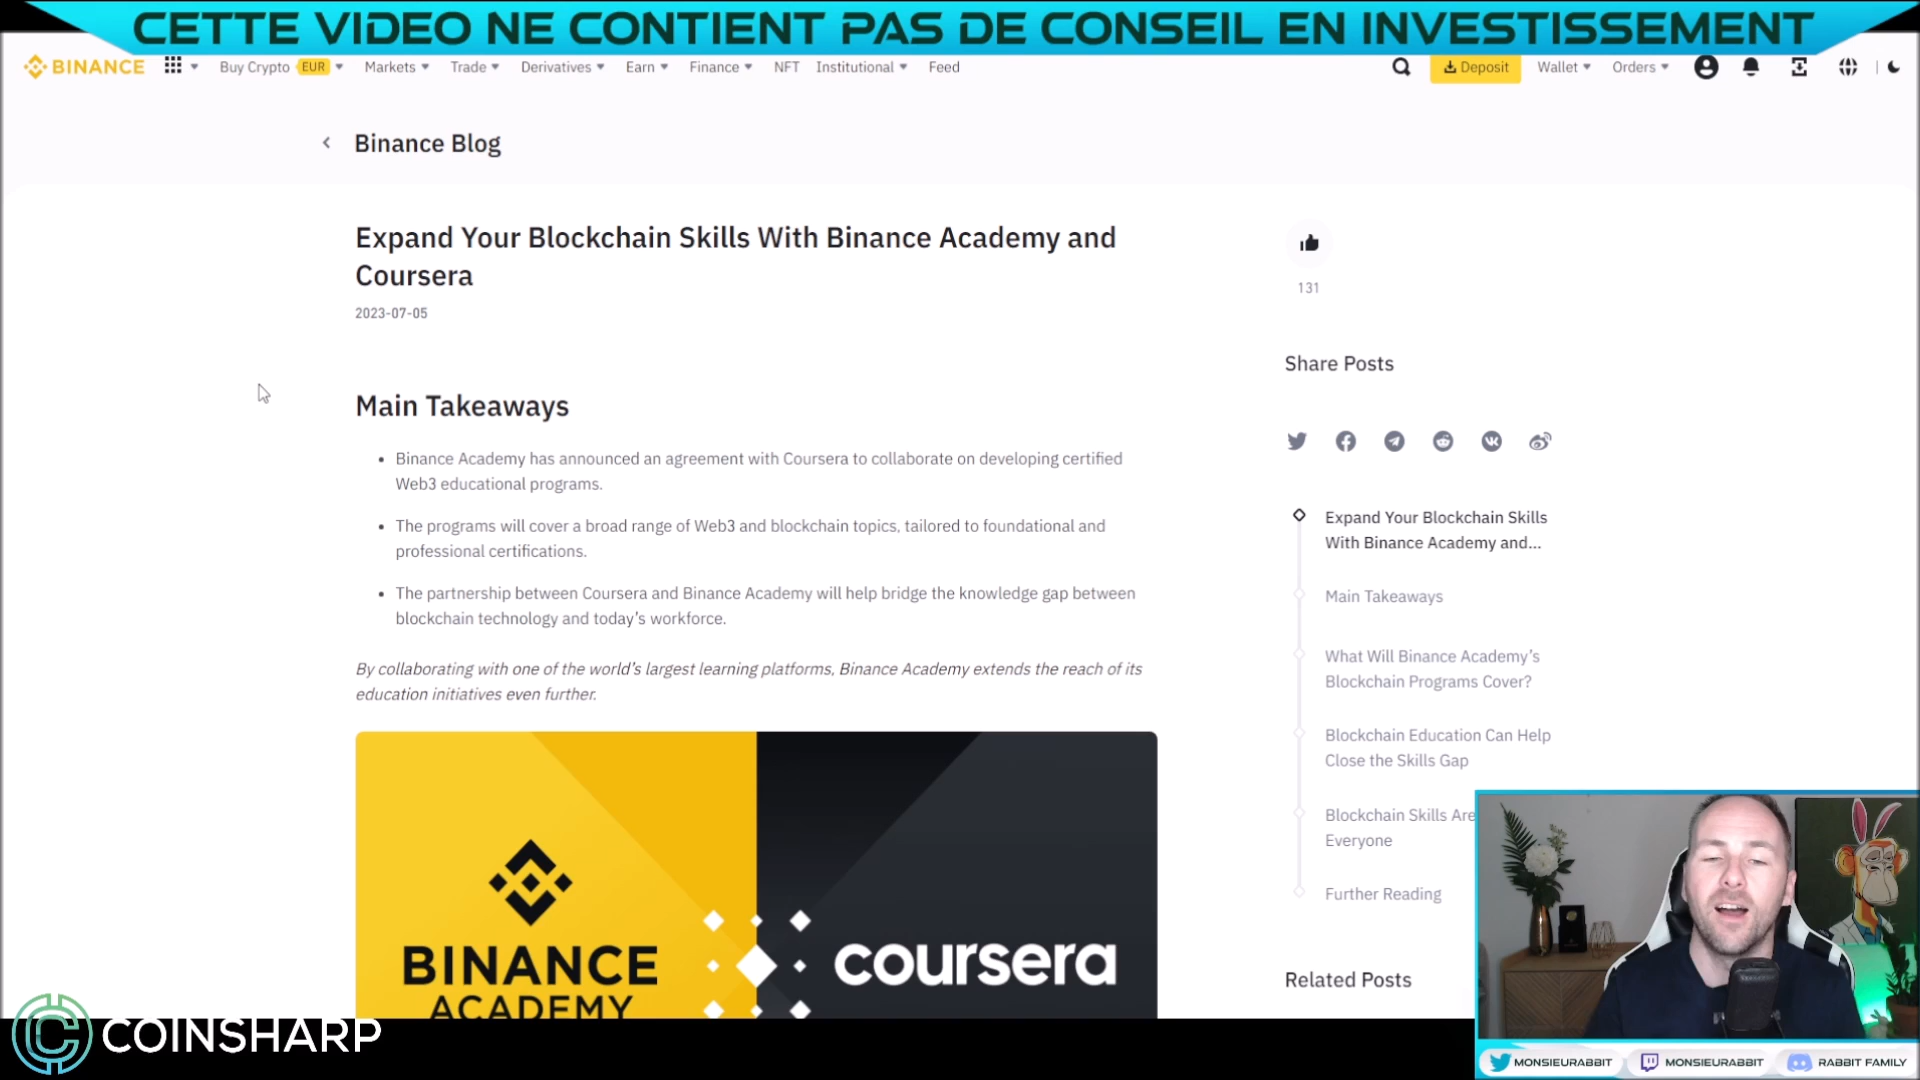 CETTE VIDEO NE CONTIENT PAS DE CONSEIL EN INVESTISSEMENT
BINANCE Buy Crypto EUR Markets Trade Derivatives Earn Finance NFT Institutional Feed Deposit Wallet Orders
Binance Blog
Expand Your Blockchain Skills With Binance Academy and
Coursera
2023-07-05
Main Takeaways
• Binance Academy has announced an agreement with Coursera to collaborate on developing certified
Web3 educational programs.
• The programs will cover a broad range of Web3 and blockchain topics, tailored to foundational and
professional certifications.
• The partnership between Coursera and Binance Academy will help bridge the knowledge gap between
blockchain technology and today’s workforce.
By collaborating with one of the world’s largest learning platforms, Binance Academy extends the reach of its
education initiatives even further.
BINANCE
ACADEMY
coursera
131
Share Posts
Expand Your Blockchain Skills
With Binance Academy and...
Main Takeaways
What Will Binance Academy’s
Blockchain Programs Cover?
Blockchain Education Can Help
Close the Skills Gap
Blockchain Skills Are
Everyone
Further Reading
Related Posts
COINSHARP
MONSIEURABBIT MONSIEURABBIT RABBIT FAMILY